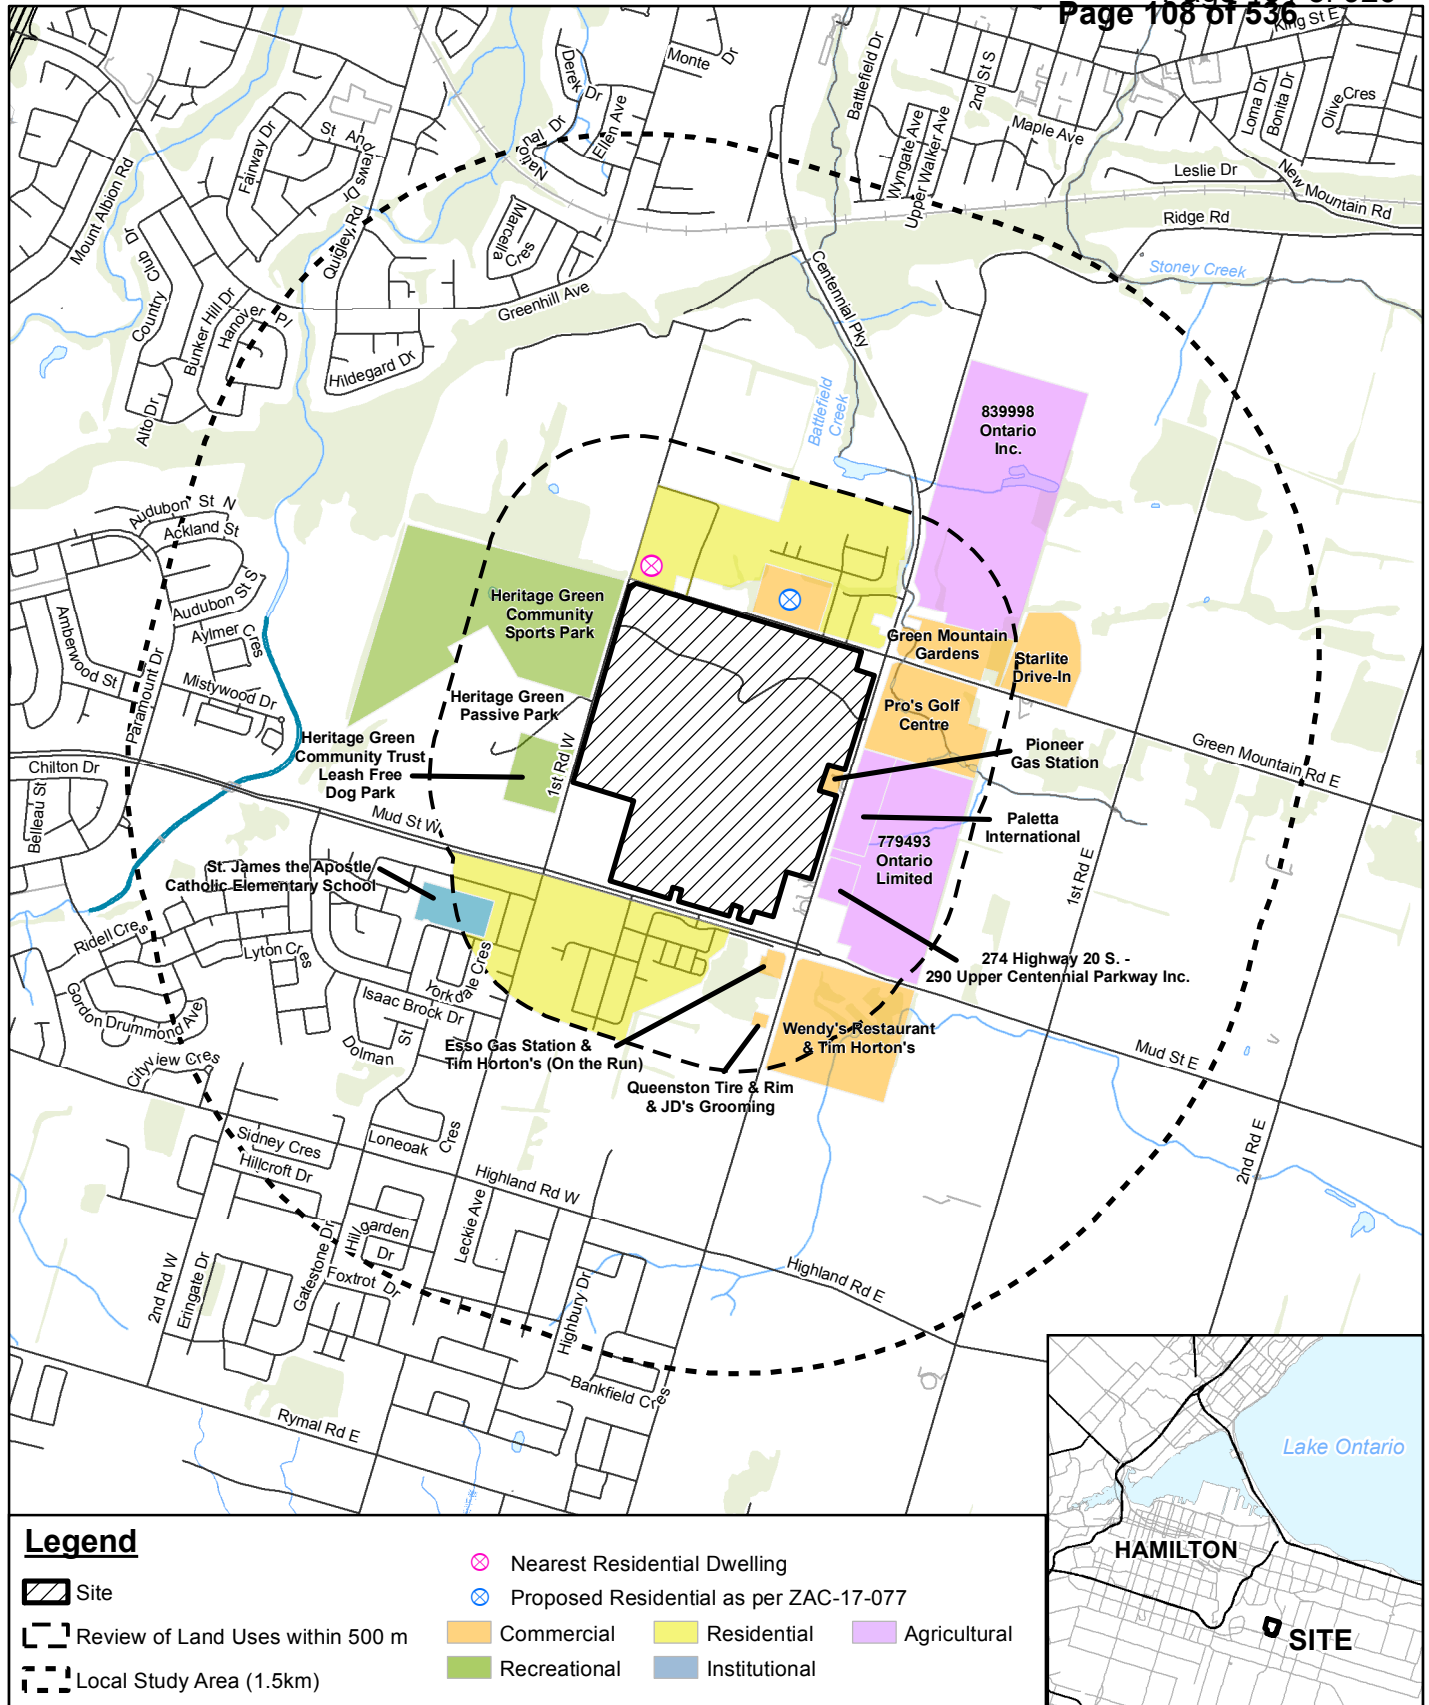 Page 108 of 536
King St E
Monte Dr
Derek Dr
Battlefield Dr
2nd St S
Loma Dr
Bonita Dr
Olive Cres
Ellen Ave
National Dr
St Andrews Dr
Fairway Dr
Wyngate Ave
Upper Walker Ave
Maple Ave
Leslie Dr
New Mountain Rd
Ridge Rd
Mount Albion Rd
Quigley Rd
Marcella Cres
Country Club Dr
Centennial Pky
Stoney Creek
Greenhill Ave
Bunker Hill Dr
Hanover Pl
Hildegard Dr
Alto Dr
Battlefield
Creek
839998
Ontario
Inc.
Audubon St N
Ackland St
Audubon St S
Aylmer Cres
Amberwood St
Mistywood Dr
Paramount Dr
Heritage Green
Community
Sports Park
Green Mountain
Gardens
Starlite
Drive-In
Heritage Green
Passive Park
Pro's Golf
Centre
Heritage Green
Community Trust
Leash Free
Dog Park
1st Rd W
Pioneer
Gas Station
Green Mountain Rd E
Chilton Dr
Belleau St
Mud St W
Paletta
International
779493
Ontario
Limited
1st Rd E
St. James the Apostle
Catholic Elementary School
Ridell Cres
Lyton Cres
Yorkdale Cres
Isaac Brock Dr
Gordon Drummond Ave
274 Highway 20 S. -
290 Upper Centennial Parkway Inc.
Dolman St
Cityview Cres
Esso Gas Station &
Tim Horton's (On the Run)
Wendy's Restaurant
& Tim Horton's
Mud St E
Queenston Tire & Rim
& JD's Grooming
Sidney Cres
Loneoak Cres
Hillcroft Dr
Highland Rd W
2nd Rd E
Hillgarden
Dr
Leckie Ave
Gatestone Dr
Foxtrot Dr
2nd Rd W
Eringate Dr
Highbury Dr
Highland Rd E
Bankfield Cres
Rymal Rd E
Lake Ontario
HAMILTON
SITE
Legend
Site
Review of Land Uses within 500 m
Local Study Area (1.5km)
Nearest Residential Dwelling
Proposed Residential as per ZAC-17-077
Commercial
Residential
Agricultural
Recreational
Institutional